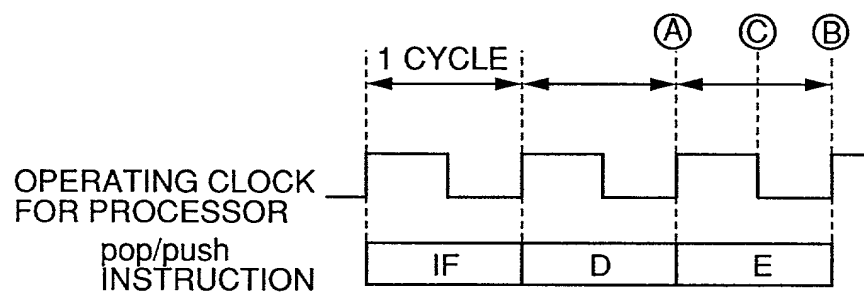 Ⓐ Ⓒ Ⓑ
1 CYCLE
OPERATING CLOCK
FOR PROCESSOR
pop/push
INSTRUCTION
IF D E